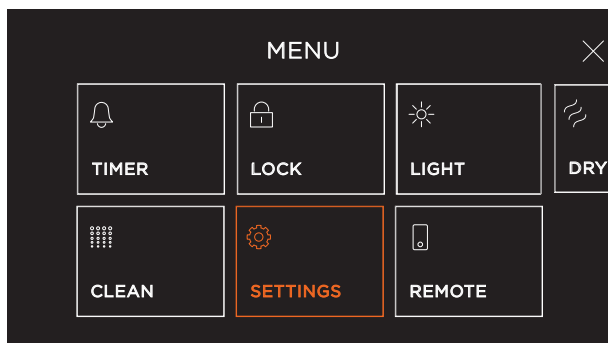 MENU
TIMER
LOCK
LIGHT
DRY
CLEAN
SETTINGS
REMOTE